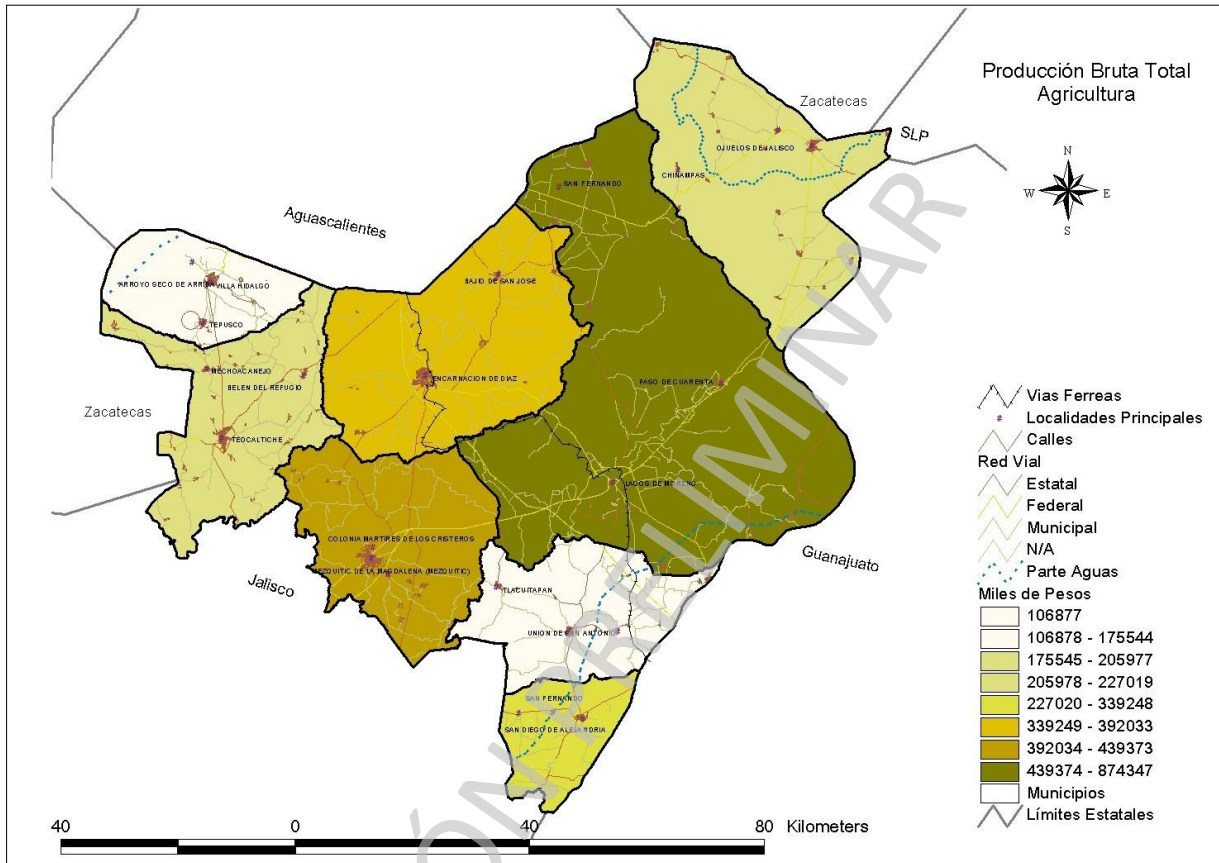 Producción Bruta Total
Agricultura
Zacatecas
SLP
N
W E
S
OJUELOS DE JALISCO
CHINAMPAS
SAN FERNANDO
Aguascalientes
BAJIO DE SAN JOSE
ARROYO SECO DE ARRIBA
VILLA HIDALGO
TEPUSCO
MECHOACANEJO
BELEN DEL REFUGIO
ENCARNACION DE DIAZ
PASO DE CUARENTA
Zacatecas
TEOCALTICHE
LAGOS DE MORENO
COLONIA MARTIRES DE LOS CRISTEROS
MEZQUITIC DE LA MAGDALENA (MEZQUITIC)
Guanajuato
Jalisco
TLACUITAPAN
UNION DE SAN ANTONIO
SAN FERNANDO
SAN DIEGO DE ALEJANDRIA
Vias Ferreas
Localidades Principales
Calles
Red Vial
Estatal
Federal
Municipal
N/A
Parte Aguas
Miles de Pesos
106877
106878 - 175544
175545 - 205977
205978 - 227019
227020 - 339248
339249 - 392033
392034 - 439373
439374 - 874347
Municipios
Límites Estatales
40 0 40 80 Kilometers
ÓN PRELIMINAR